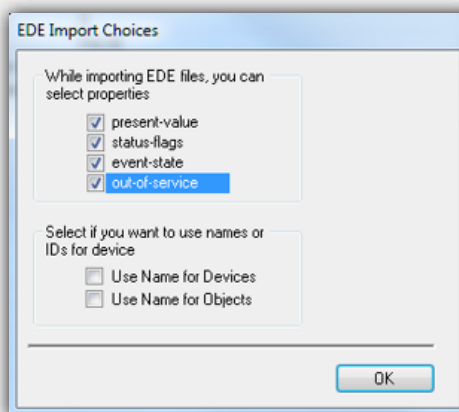 EDE Import Choices
While importing EDE files, you can
select properties
present-value
status-flags
event-state
out-of-service
Select if you want to use names or
IDs for device
Use Name for Devices
Use Name for Objects
OK